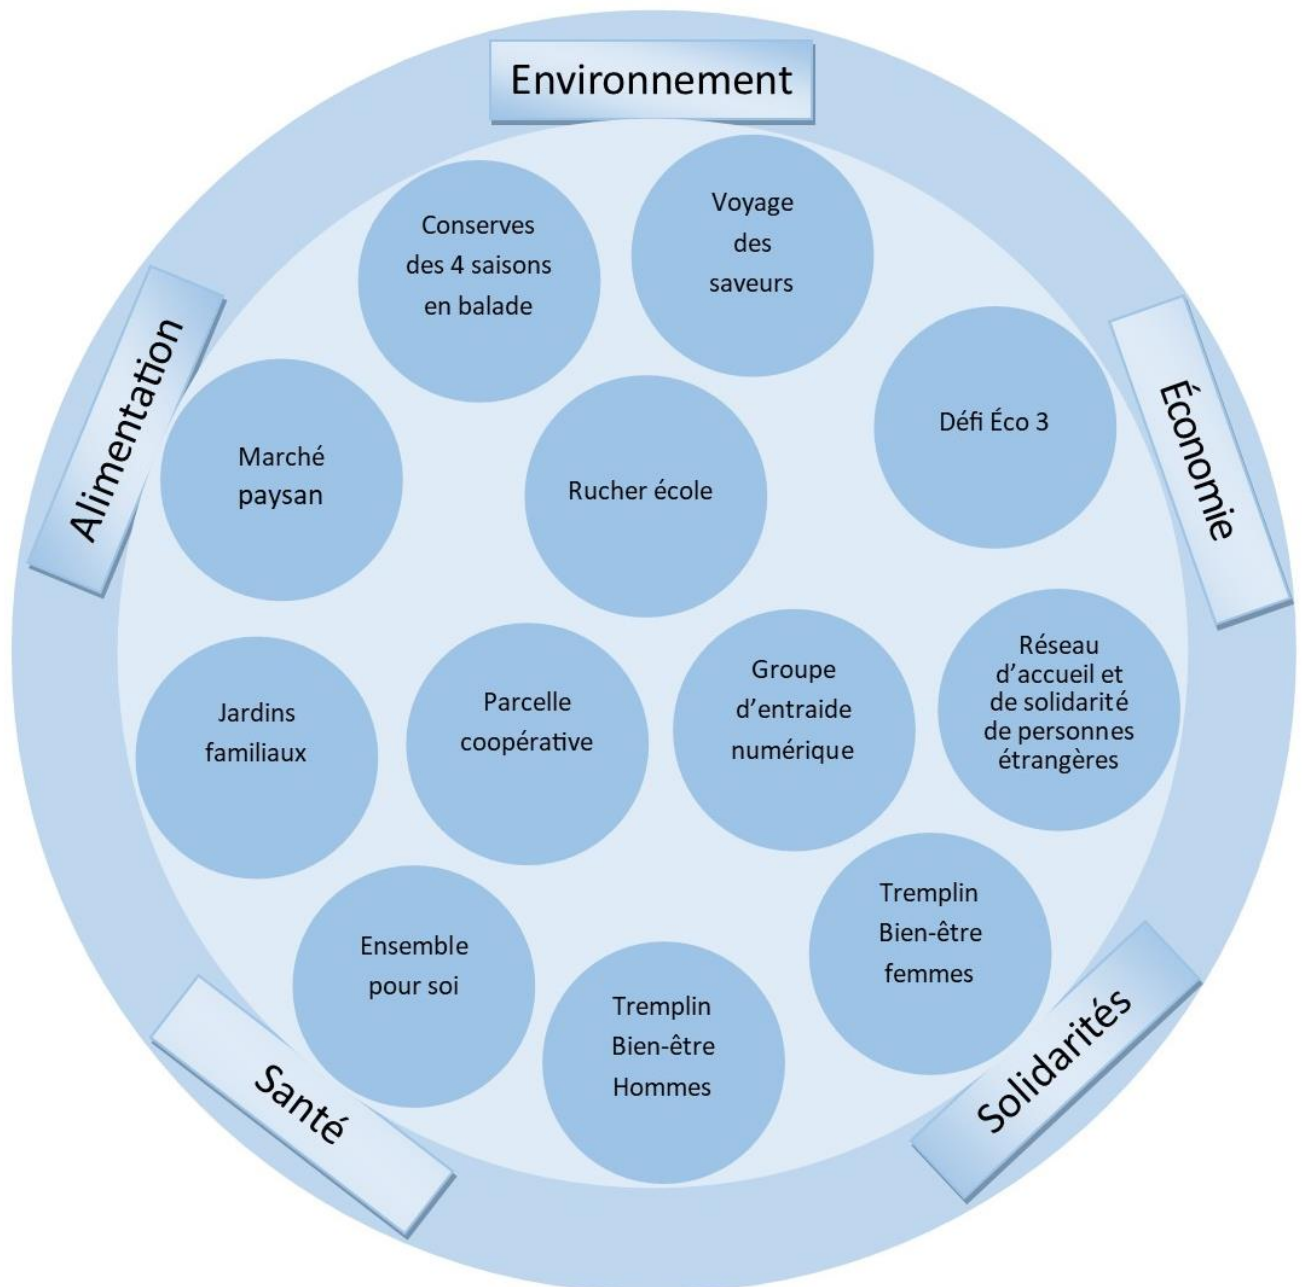 Environnement
Conserves
des 4 saisons
en balade
Voyage
des
saveurs
Alimentation
Économie
Marché
paysan
Rucher école
Défi Éco 3
Jardins
familiaux
Parcelle
coopérative
Groupe
d’entraide
numérique
Réseau
d’accueil et
de solidarité
de personnes
étrangères
Ensemble
pour soi
Tremplin
Bien-être
Hommes
Tremplin
Bien-être
femmes
Santé
Solidarités